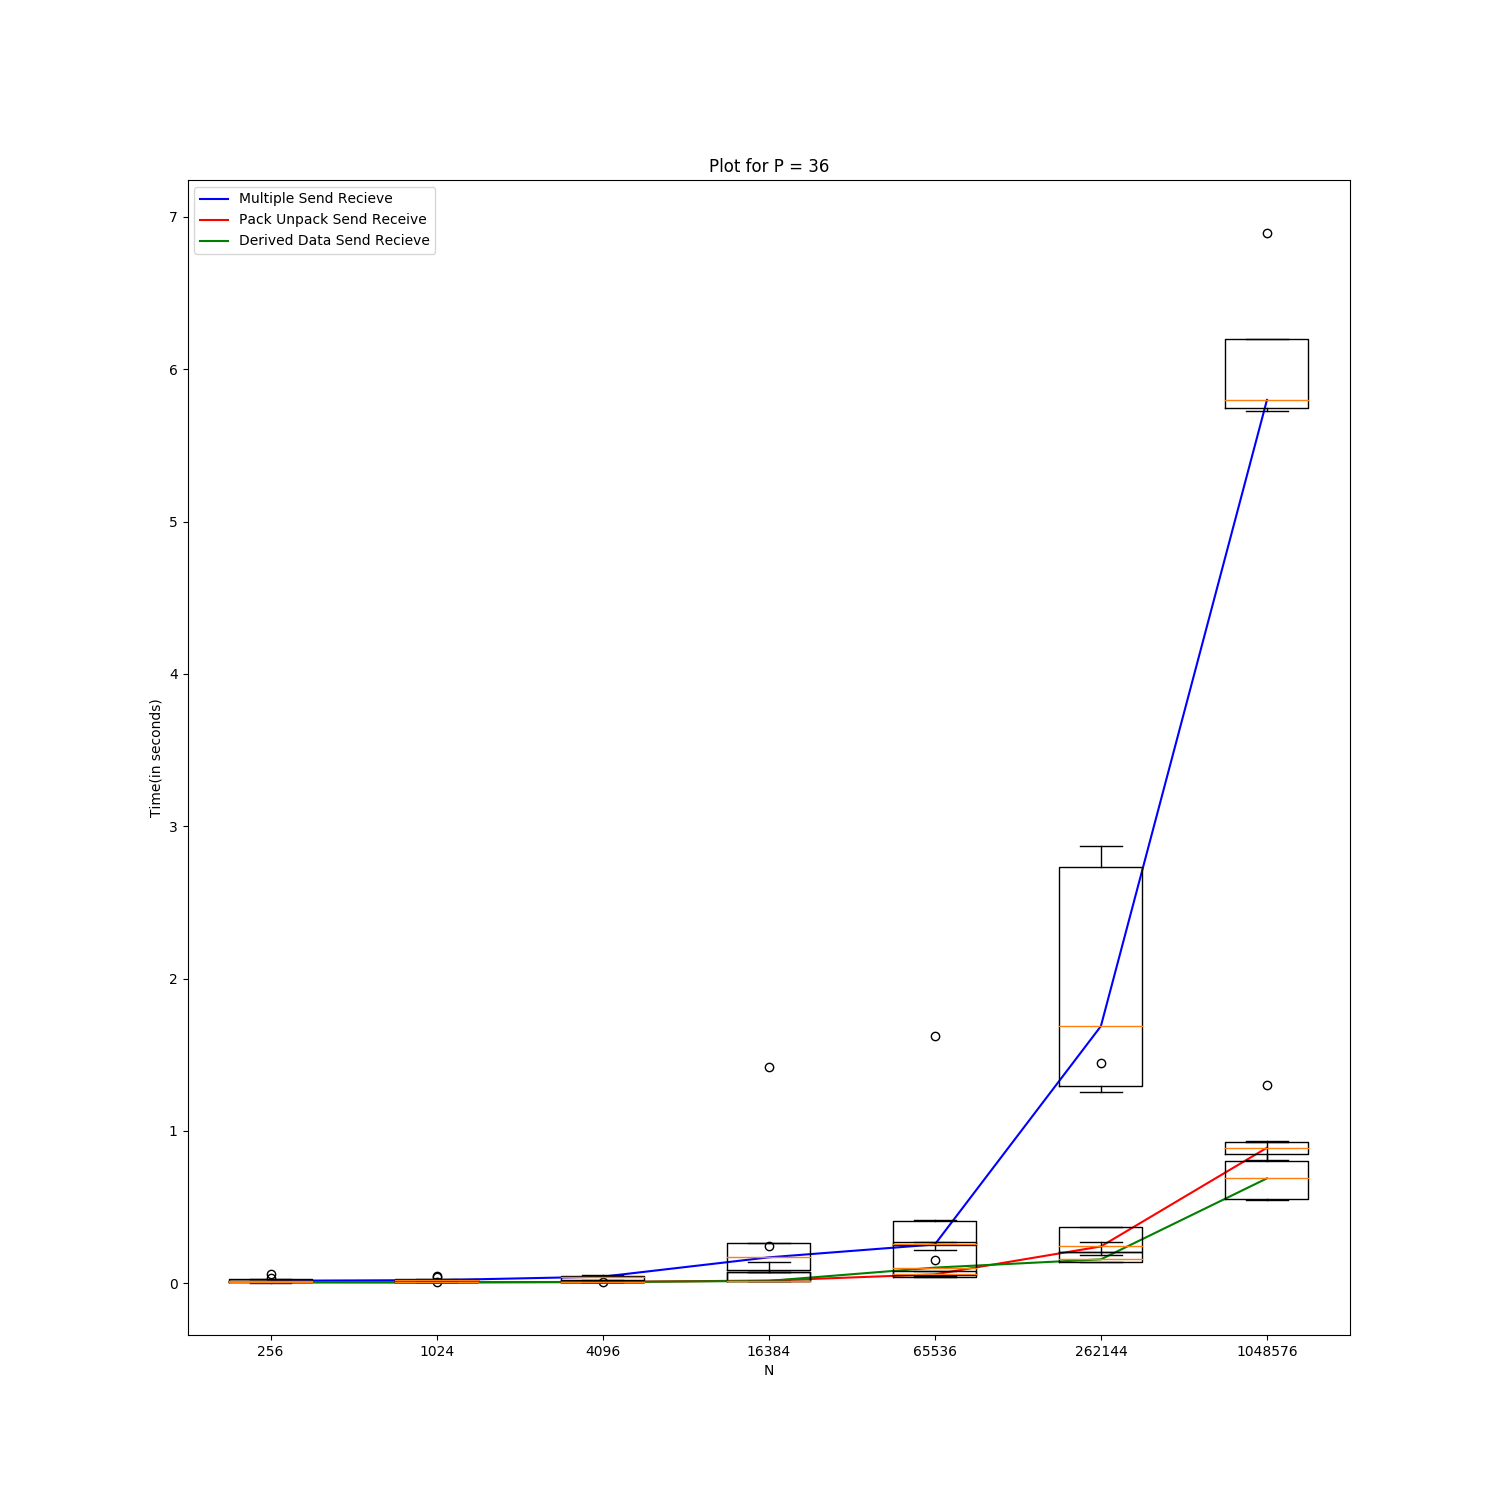 Plot for P = 36
Multiple Send Recieve
Pack Unpack Send Receive
Derived Data Send Recieve
7
6
5
4
3
2
1
0
Time(in seconds)
256 1024 4096 16384 65536 262144 1048576
N